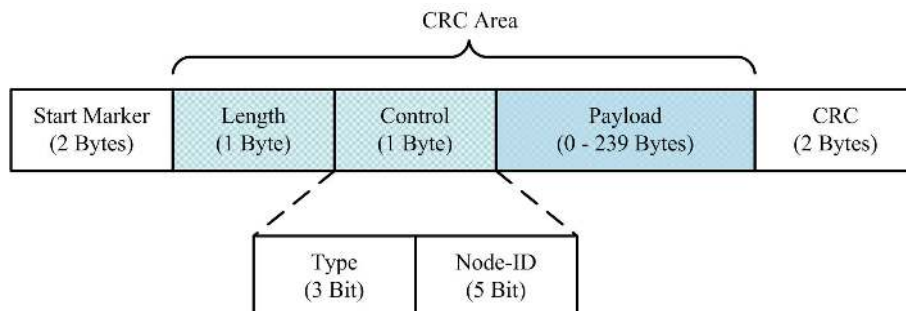 CRC Area
Start Marker
(2 Bytes)
Length
(1 Byte)
Control
(1 Byte)
Payload
(0 - 239 Bytes)
CRC
(2 Bytes)
Type
(3 Bit)
Node-ID
(5 Bit)